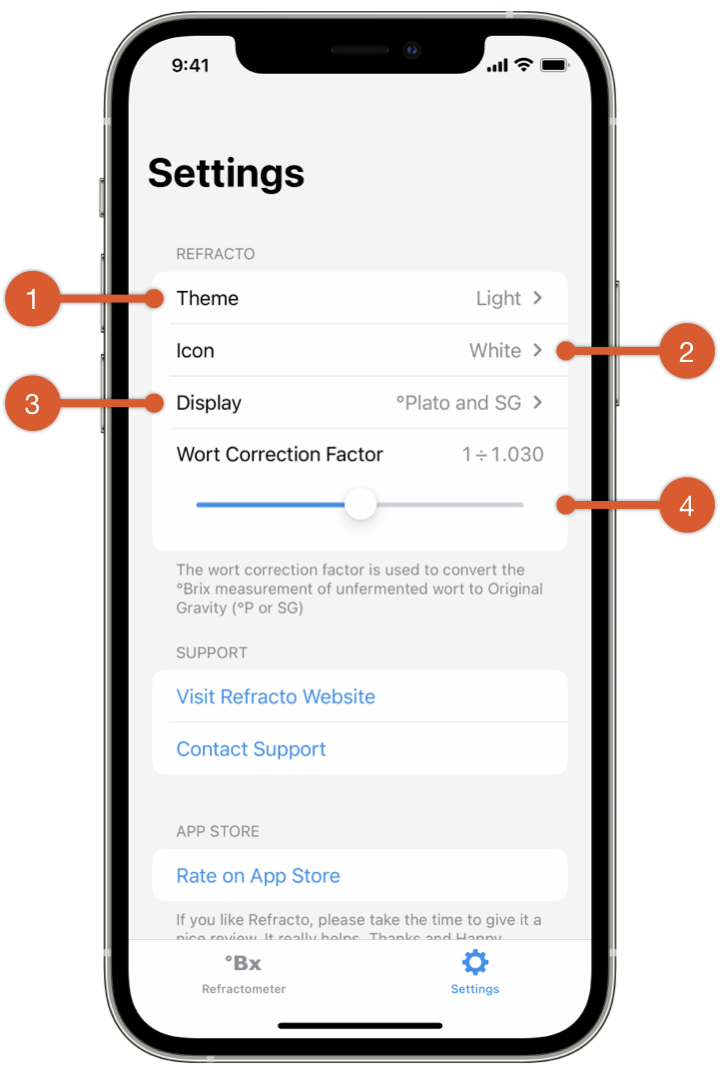 9:41
Settings
REFRACTO
1
Theme Light
Icon White
2
3
Display °Plato and SG
Wort Correction Factor 1÷1.030
4
The wort correction factor is used to convert the
°Brix measurement of unfermented wort to Original
Gravity (°P or SG)
SUPPORT
Visit Refracto Website
Contact Support
APP STORE
Rate on App Store
If you like Refracto, please take the time to give it a
nice review. It really helps. Thanks and Happy
°Bx
Refractometer
Settings